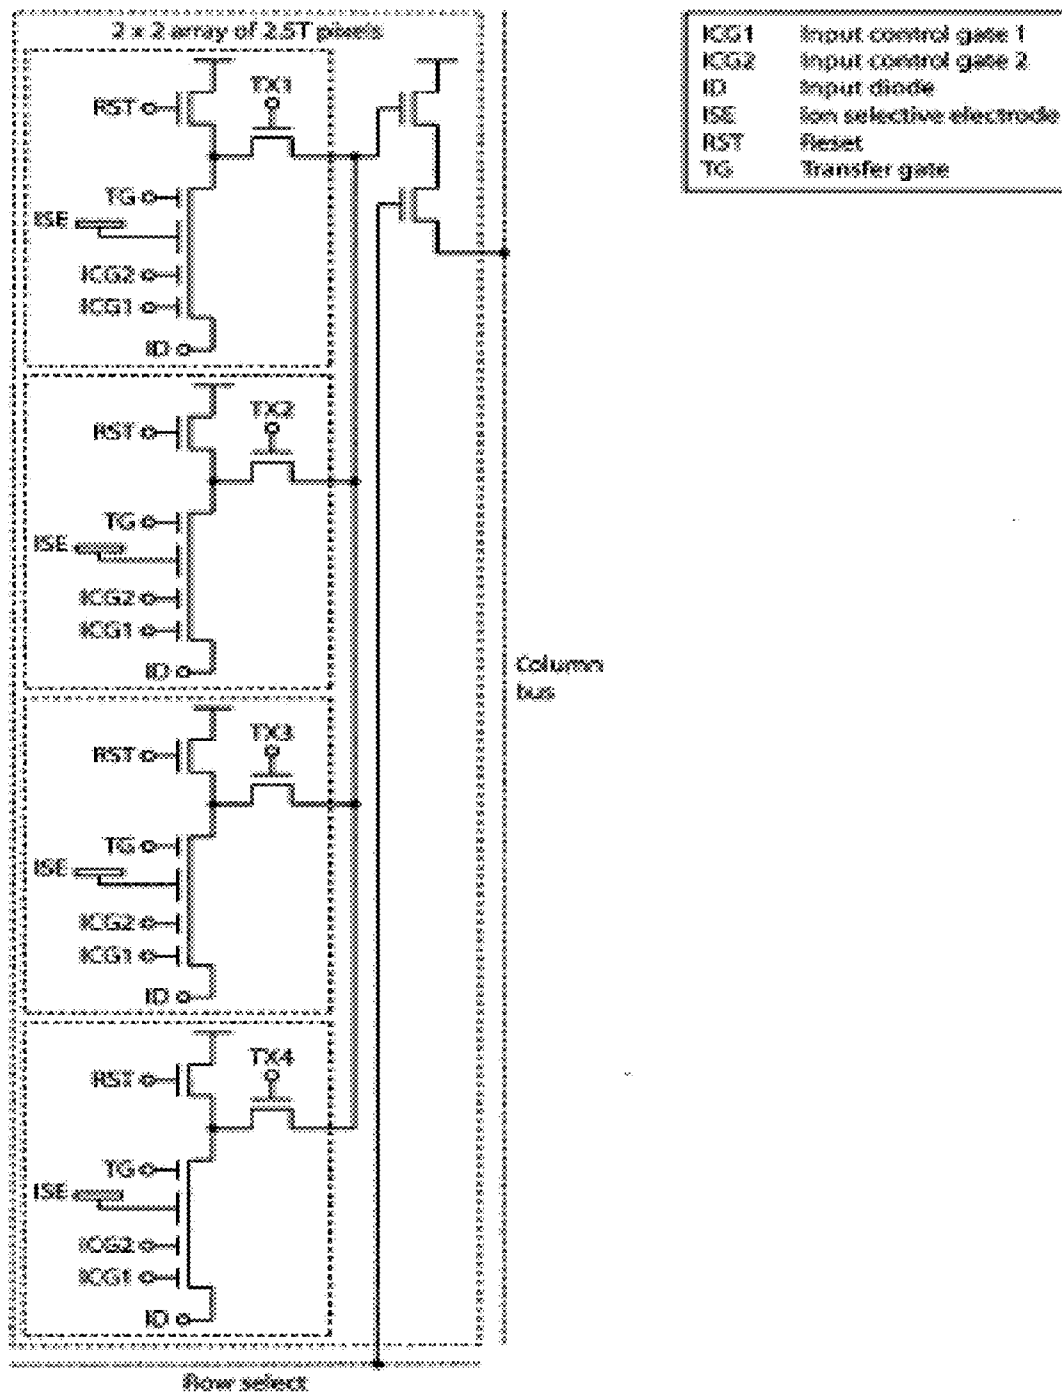 2 x 2 array of 2.5T pixels
RST
TX1
TG
ISE
ICG2
ICG1
ID
RST
TX2
TG
ISE
ICG2
ICG1
ID
RST
TX3
TG
ISE
ICG2
ICG1
ID
RST
TX4
TG
ISE
ICG2
ICG1
ID
Row select
Column
bus
ICG1 Input control gate 1
ICG2 Input control gate 2
ID Input diode
ISE Ion selective electrode
RST Reset
TG Transfer gate